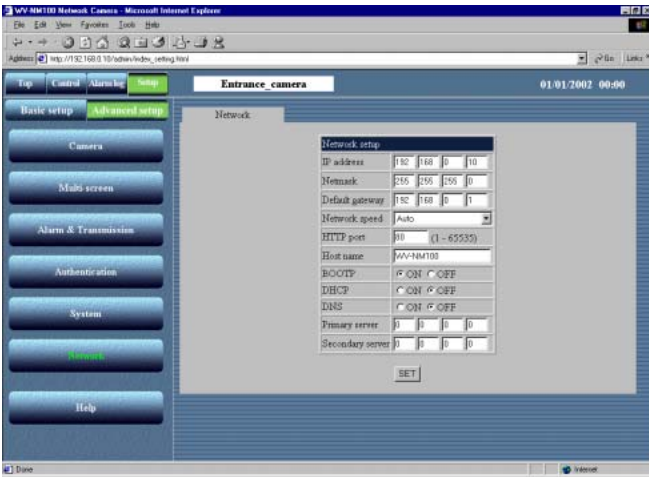 WV-NM100 Network Camera - Microsoft Internet Explorer
File Edit View Favorites Tools Help
Address http://192.168.0.10/admin/index_setting.html Go Links
Top Control Alarm log Setup Entrance_camera 01/01/2002 00:00
Basic setup Advanced setup
Network
Camera
Multi screen
Alarm & Transmission
Authentication
System
Network
Help
Network setup
IP address 192 168 0 10
Netmask 255 255 255 0
Default gateway 192 168 0 1
Network speed Auto
HTTP port 80 (1 - 65535)
Host name WV-NM100
BOOTP ON OFF
DHCP ON OFF
DNS ON OFF
Primary server 0 0 0 0
Secondary server 0 0 0 0
SET
Done Internet